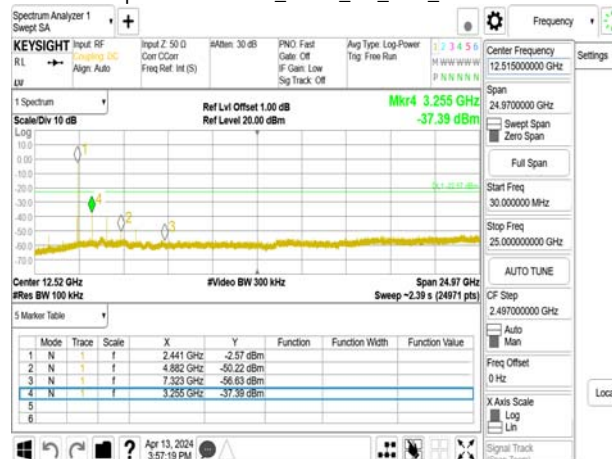 Spectrum Analyzer 1
Swept SA
+
Frequency
KEYSIGHT
RL
Input: RF
Coupling: DC
Align: Auto
Input Z: 50 Ω
Corr CCorr
Freq Ref: Int (S)
#Atten: 30 dB
PNO: Fast
Gate: Off
IF Gain: Low
Sig Track: Off
Avg Type: Log-Power
Trig: Free Run
1 2 3 4 5 6
M W W W W W
P N N N N N
Center Frequency
12.515000000 GHz
Settings
Span
24.9700000 GHz
Swept Span
Zero Span
Full Span
Start Freq
30.000000 MHz
Stop Freq
25.000000000 GHz
AUTO TUNE
CF Step
2.497000000 GHz
Auto
Man
Freq Offset
0 Hz
X Axis Scale
Log
Lin
Signal Track
Loca
1 Spectrum
Scale/Div 10 dB
Log
Ref Lvl Offset 1.00 dB
Ref Level 20.00 dBm
Mkr4 3.255 GHz
-37.39 dBm
10.0
0.00
-10.0
-20.0
-30.0
-40.0
-50.0
-60.0
-70.0
1
4
2
3
Center 12.52 GHz
#Res BW 100 kHz
#Video BW 300 kHz
Span 24.97 GHz
Sweep ~2.39 s (24971 pts)
5 Marker Table
Mode Trace Scale X Y Function Function Width Function Value
1 N 1 f 2.441 GHz -2.57 dBm
2 N 1 f 4.882 GHz -50.22 dBm
3 N 1 f 7.323 GHz -56.63 dBm
4 N 1 f 3.255 GHz -37.39 dBm
5
6
?
Apr 13, 2024
3:57:19 PM